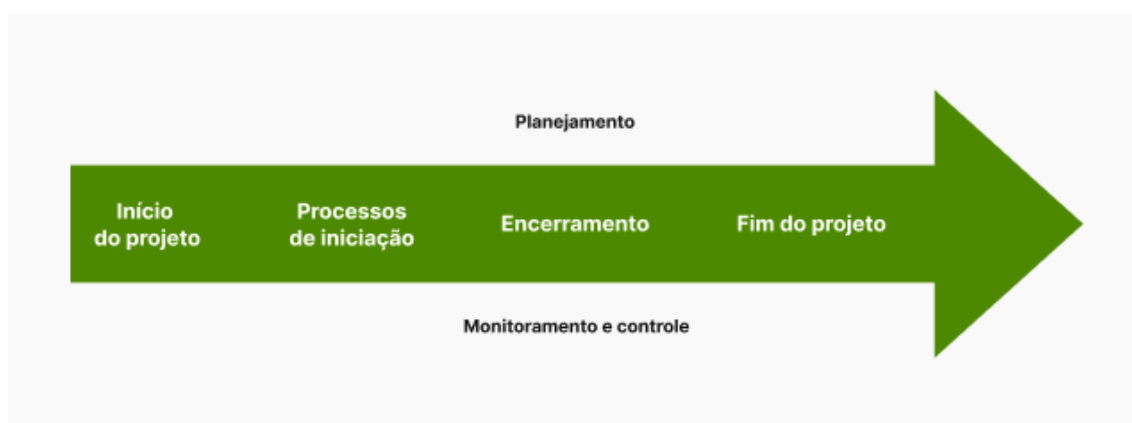 Planejamento
Início
do projeto
Processos
de iniciação
Encerramento
Fim do projeto
Monitoramento e controle